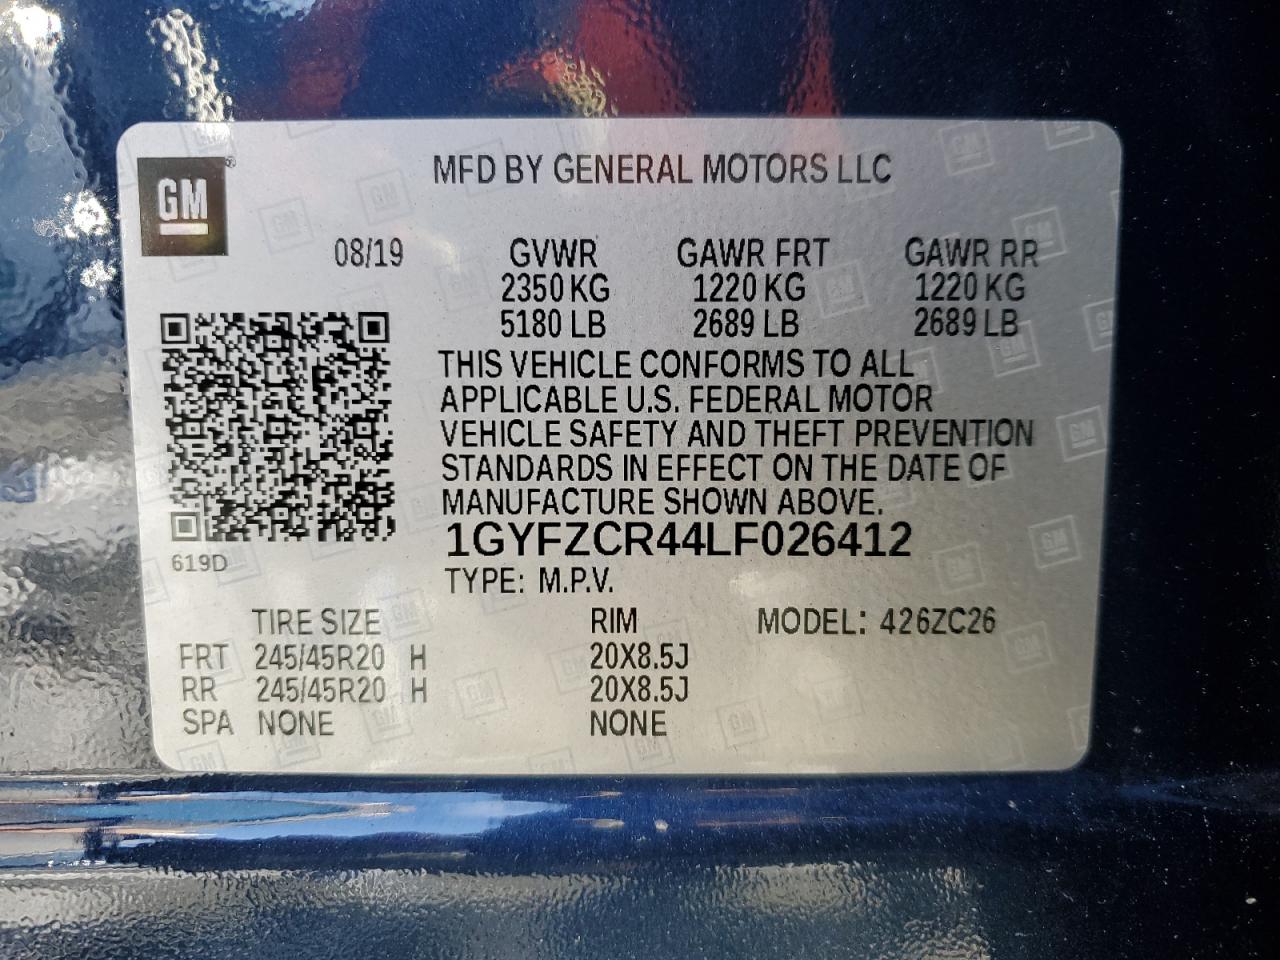 GM®
MFD BY GENERAL MOTORS LLC
08/19 GVWR GAWR FRT GAWR RR
2350 KG 1220 KG 1220 KG
5180 LB 2689 LB 2689 LB
THIS VEHICLE CONFORMS TO ALL
APPLICABLE U.S. FEDERAL MOTOR
VEHICLE SAFETY AND THEFT PREVENTION
STANDARDS IN EFFECT ON THE DATE OF
MANUFACTURE SHOWN ABOVE.
1GYFZCR44LF026412
619D
TYPE: M.P.V.
TIRE SIZE RIM MODEL: 426ZC26
FRT 245/45R20 H 20X8.5J
RR 245/45R20 H 20X8.5J
SPA NONE NONE